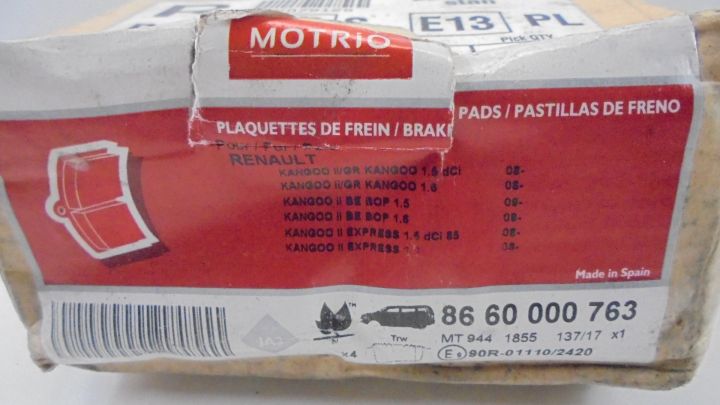 E13 PL
Pick QTY
MOTRIO
PLAQUETTES DE FREIN / BRAKE PADS / PASTILLAS DE FRENO
RENAULT
KANGOO II/GR KANGOO 1.5 dCi 08-
KANGOO II/GR KANGOO 1.6 08-
KANGOO II BE BOP 1.5 09-
KANGOO II BE BOP 1.6 09-
KANGOO II EXPRESS 1.5 dCi 85 08-
KANGOO II EXPRESS 08-
Made in Spain
86 60 000 763
MT 944 1855 137/17 x1
x4 Trw E9 90R-01110/2420